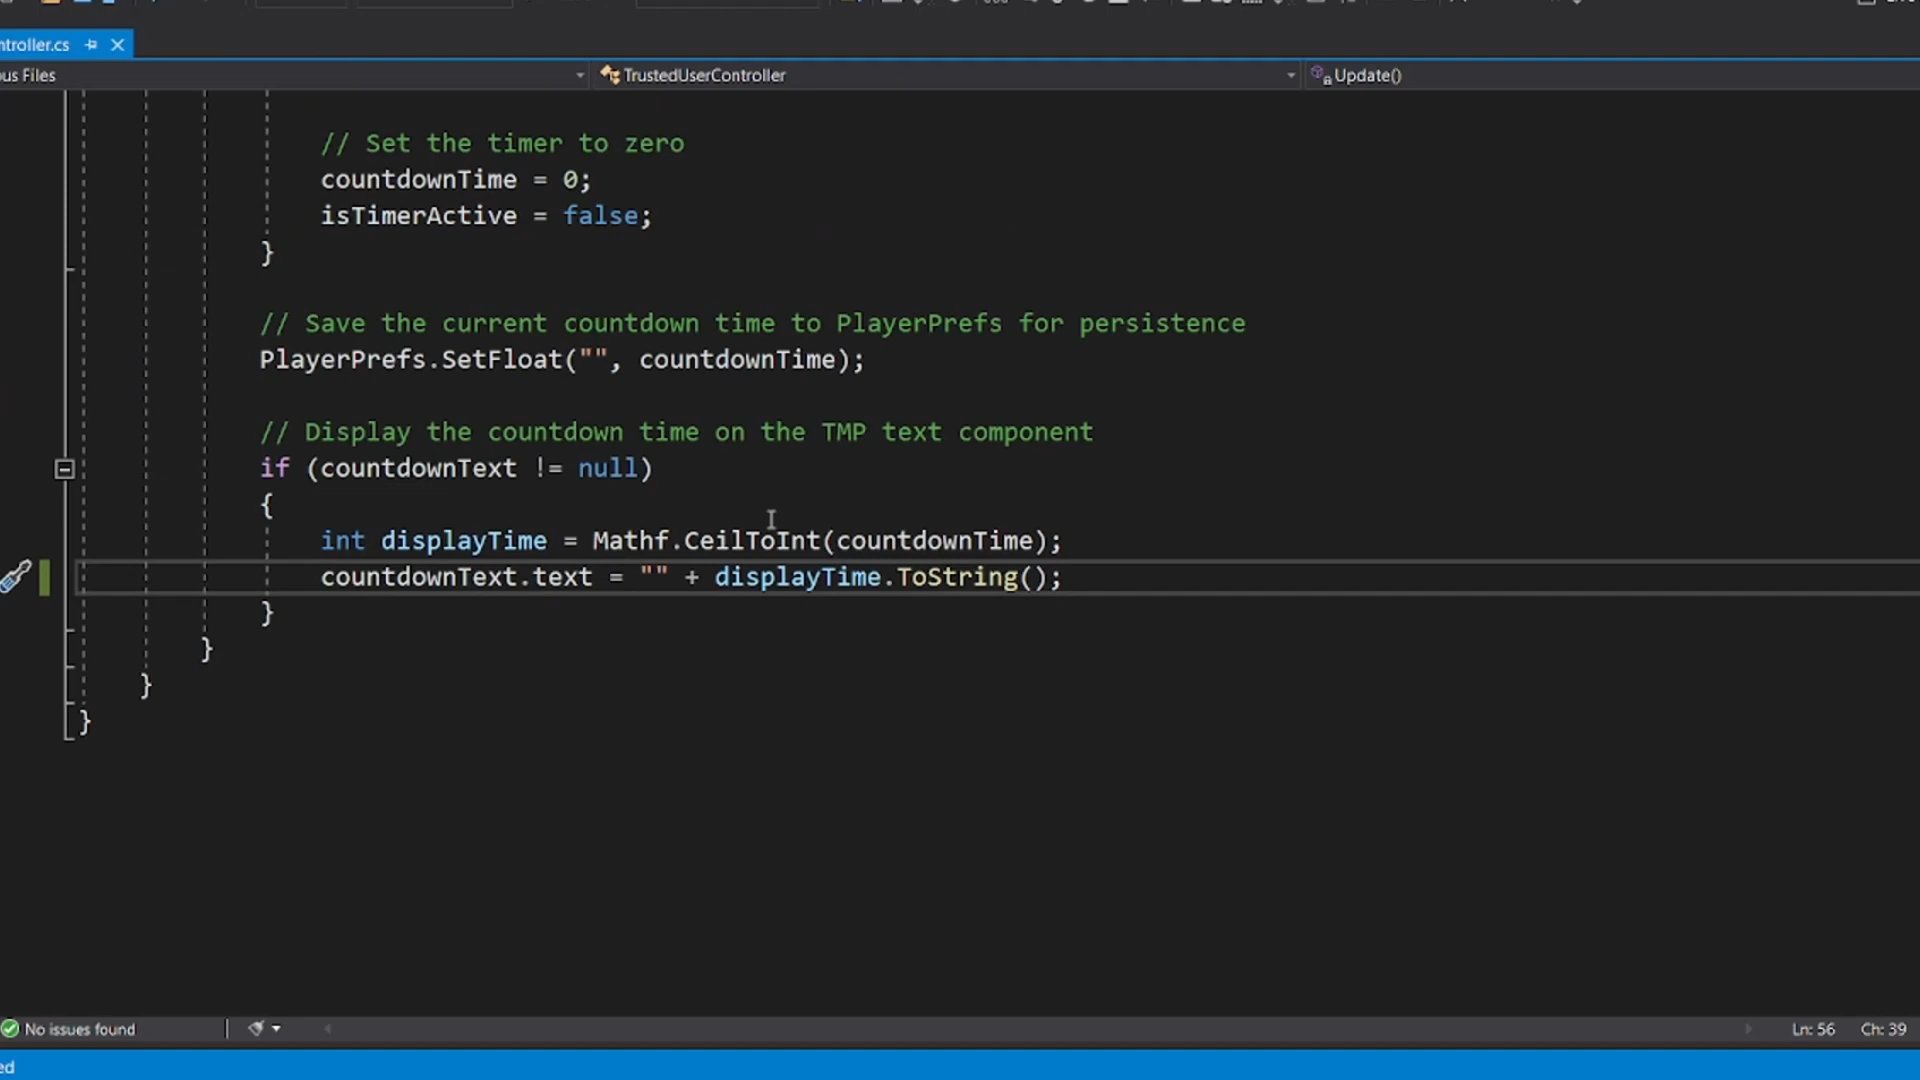 ntroller.cs
ous Files TrustedUserController Update()
// Set the timer to zero
countdownTime = 0;
isTimerActive = false;
}
// Save the current countdown time to PlayerPrefs for persistence
PlayerPrefs.SetFloat("", countdownTime);
// Display the countdown time on the TMP text component
if (countdownText != null)
{
int displayTime = Mathf.CeilToInt(countdownTime);
countdownText.text = "" + displayTime.ToString();
}
}
}
}
No issues found Ln: 56 Ch: 39
ed